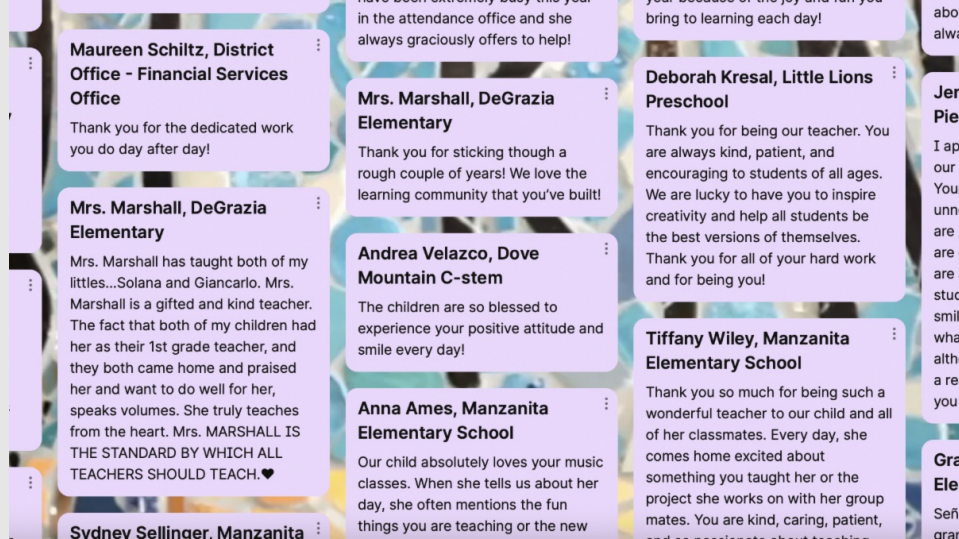 Maureen Schiltz, District
Office - Financial Services
Office
Thank you for the dedicated work
you do day after day!
Mrs. Marshall, DeGrazia
Elementary
Mrs. Marshall has taught both of my
littles...Solana and Giancarlo. Mrs.
Marshall is a gifted and kind teacher.
The fact that both of my children had
her as their 1st grade teacher, and
they both came home and praised
her and want to do well for her,
speaks volumes. She truly teaches
from the heart. Mrs. MARSHALL IS
THE STANDARD BY WHICH ALL
TEACHERS SHOULD TEACH.♥
Sydney Sellinger, Manzanita
in the attendance office and she
always graciously offers to help!
Mrs. Marshall, DeGrazia
Elementary
Thank you for sticking though a
rough couple of years! We love the
learning community that you've built!
Andrea Velazco, Dove
Mountain C-stem
The children are so blessed to
experience your positive attitude and
smile every day!
Anna Ames, Manzanita
Elementary School
Our child absolutely loves your music
classes. When she tells us about her
day, she often mentions the fun
things you are teaching or the new
bring to learning each day!
Deborah Kresal, Little Lions
Preschool
Thank you for being our teacher. You
are always kind, patient, and
encouraging to students of all ages.
We are lucky to have you to inspire
creativity and help all students be
the best versions of themselves.
Thank you for all of your hard work
and for being you!
Tiffany Wiley, Manzanita
Elementary School
Thank you so much for being such a
wonderful teacher to our child and all
of her classmates. Every day, she
comes home excited about
something you taught her or the
project she works on with her group
mates. You are kind, caring, patient,
I
our
are
are
are
a
you